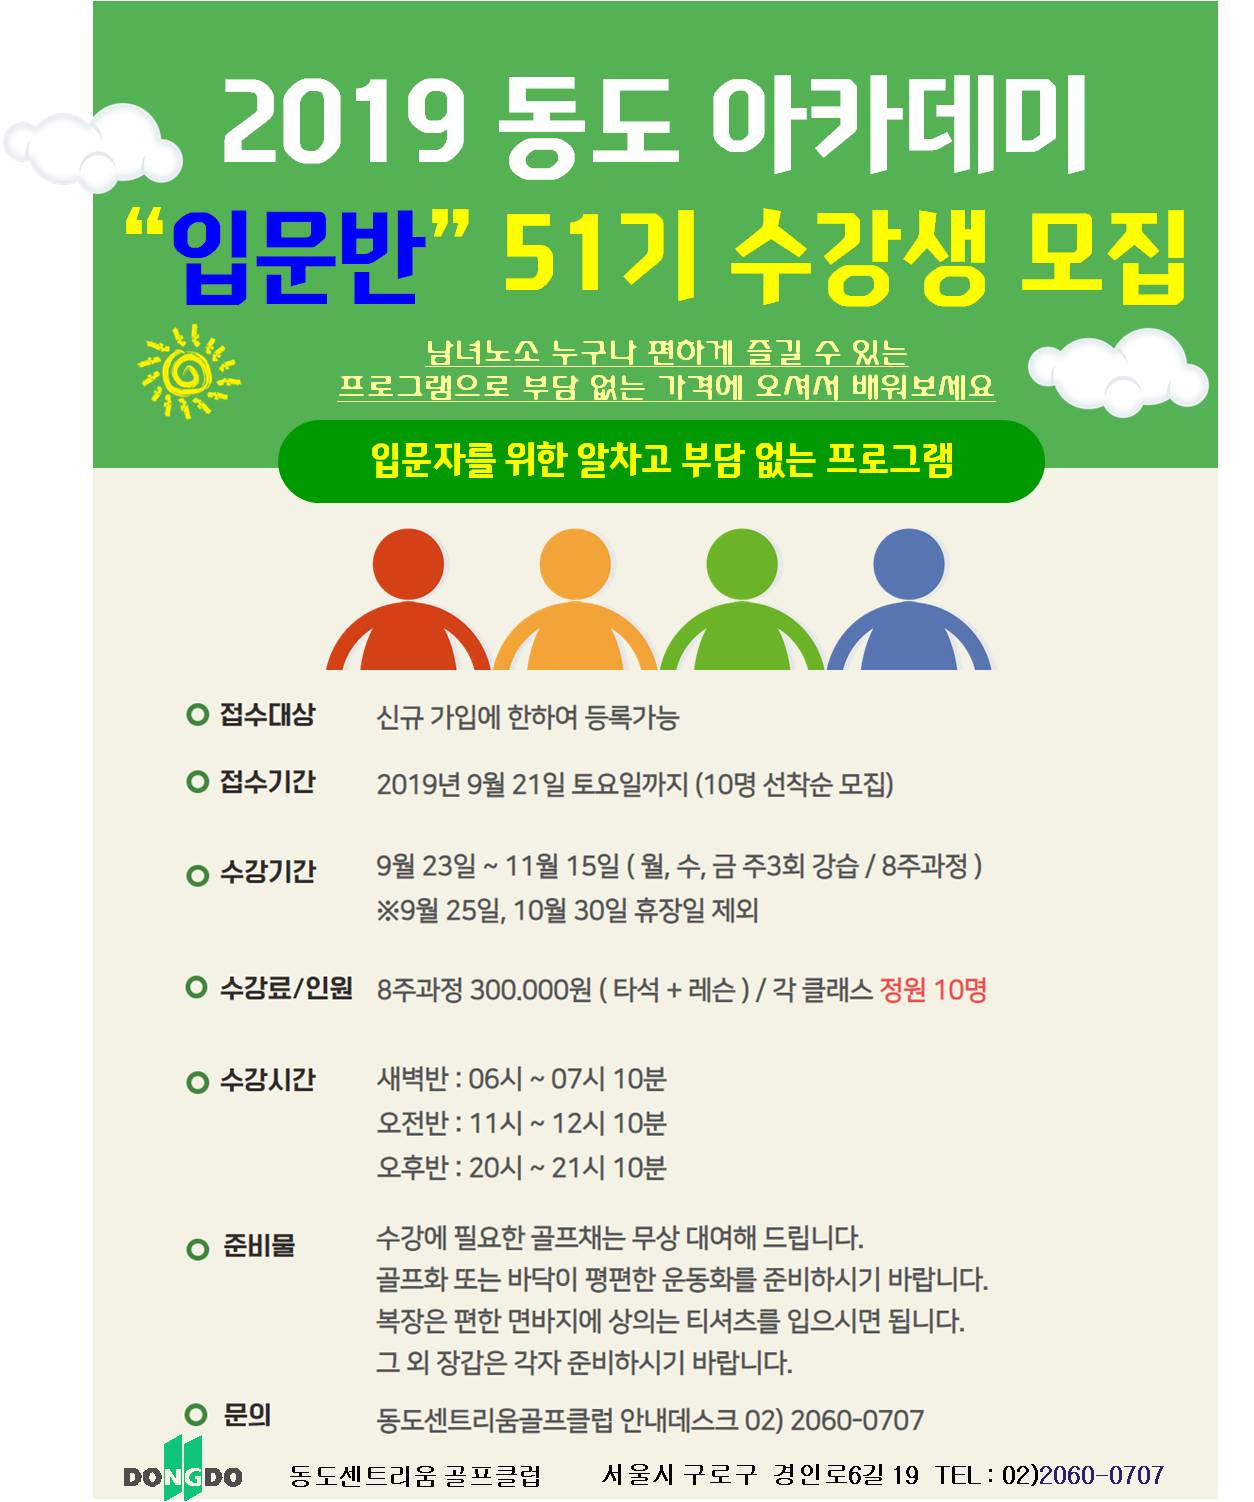 2019 동도 아카데미
“입문반” 51기 수강생 모집
남녀노소 누구나 편하게 즐길 수 있는
프로그램으로 부담 없는 가격에 오셔서 배워보세요
입문자를 위한 알차고 부담 없는 프로그램
접수대상 신규 가입에 한하여 등록가능
접수기간 2019년 9월 21일 토요일까지 (10명 선착순 모집)
수강기간 9월 23일 ~ 11월 15일 ( 월, 수, 금 주3회 강습 / 8주과정 )
※9월 25일, 10월 30일 휴장일 제외
수강료/인원 8주과정 300.000원 ( 타석 + 레슨 ) / 각 클래스 정원 10명
수강시간 새벽반 : 06시 ~ 07시 10분
오전반 : 11시 ~ 12시 10분
오후반 : 20시 ~ 21시 10분
준비물 수강에 필요한 골프채는 무상 대여해 드립니다.
골프화 또는 바닥이 평편한 운동화를 준비하시기 바랍니다.
복장은 편한 면바지에 상의는 티셔츠를 입으시면 됩니다.
그 외 장갑은 각자 준비하시기 바랍니다.
문의 동도센트리움골프클럽 안내데스크 02) 2060-0707
DONGDO 동도센트리움 골프클럽 서울시 구로구 경인로6길 19 TEL : 02)2060-0707